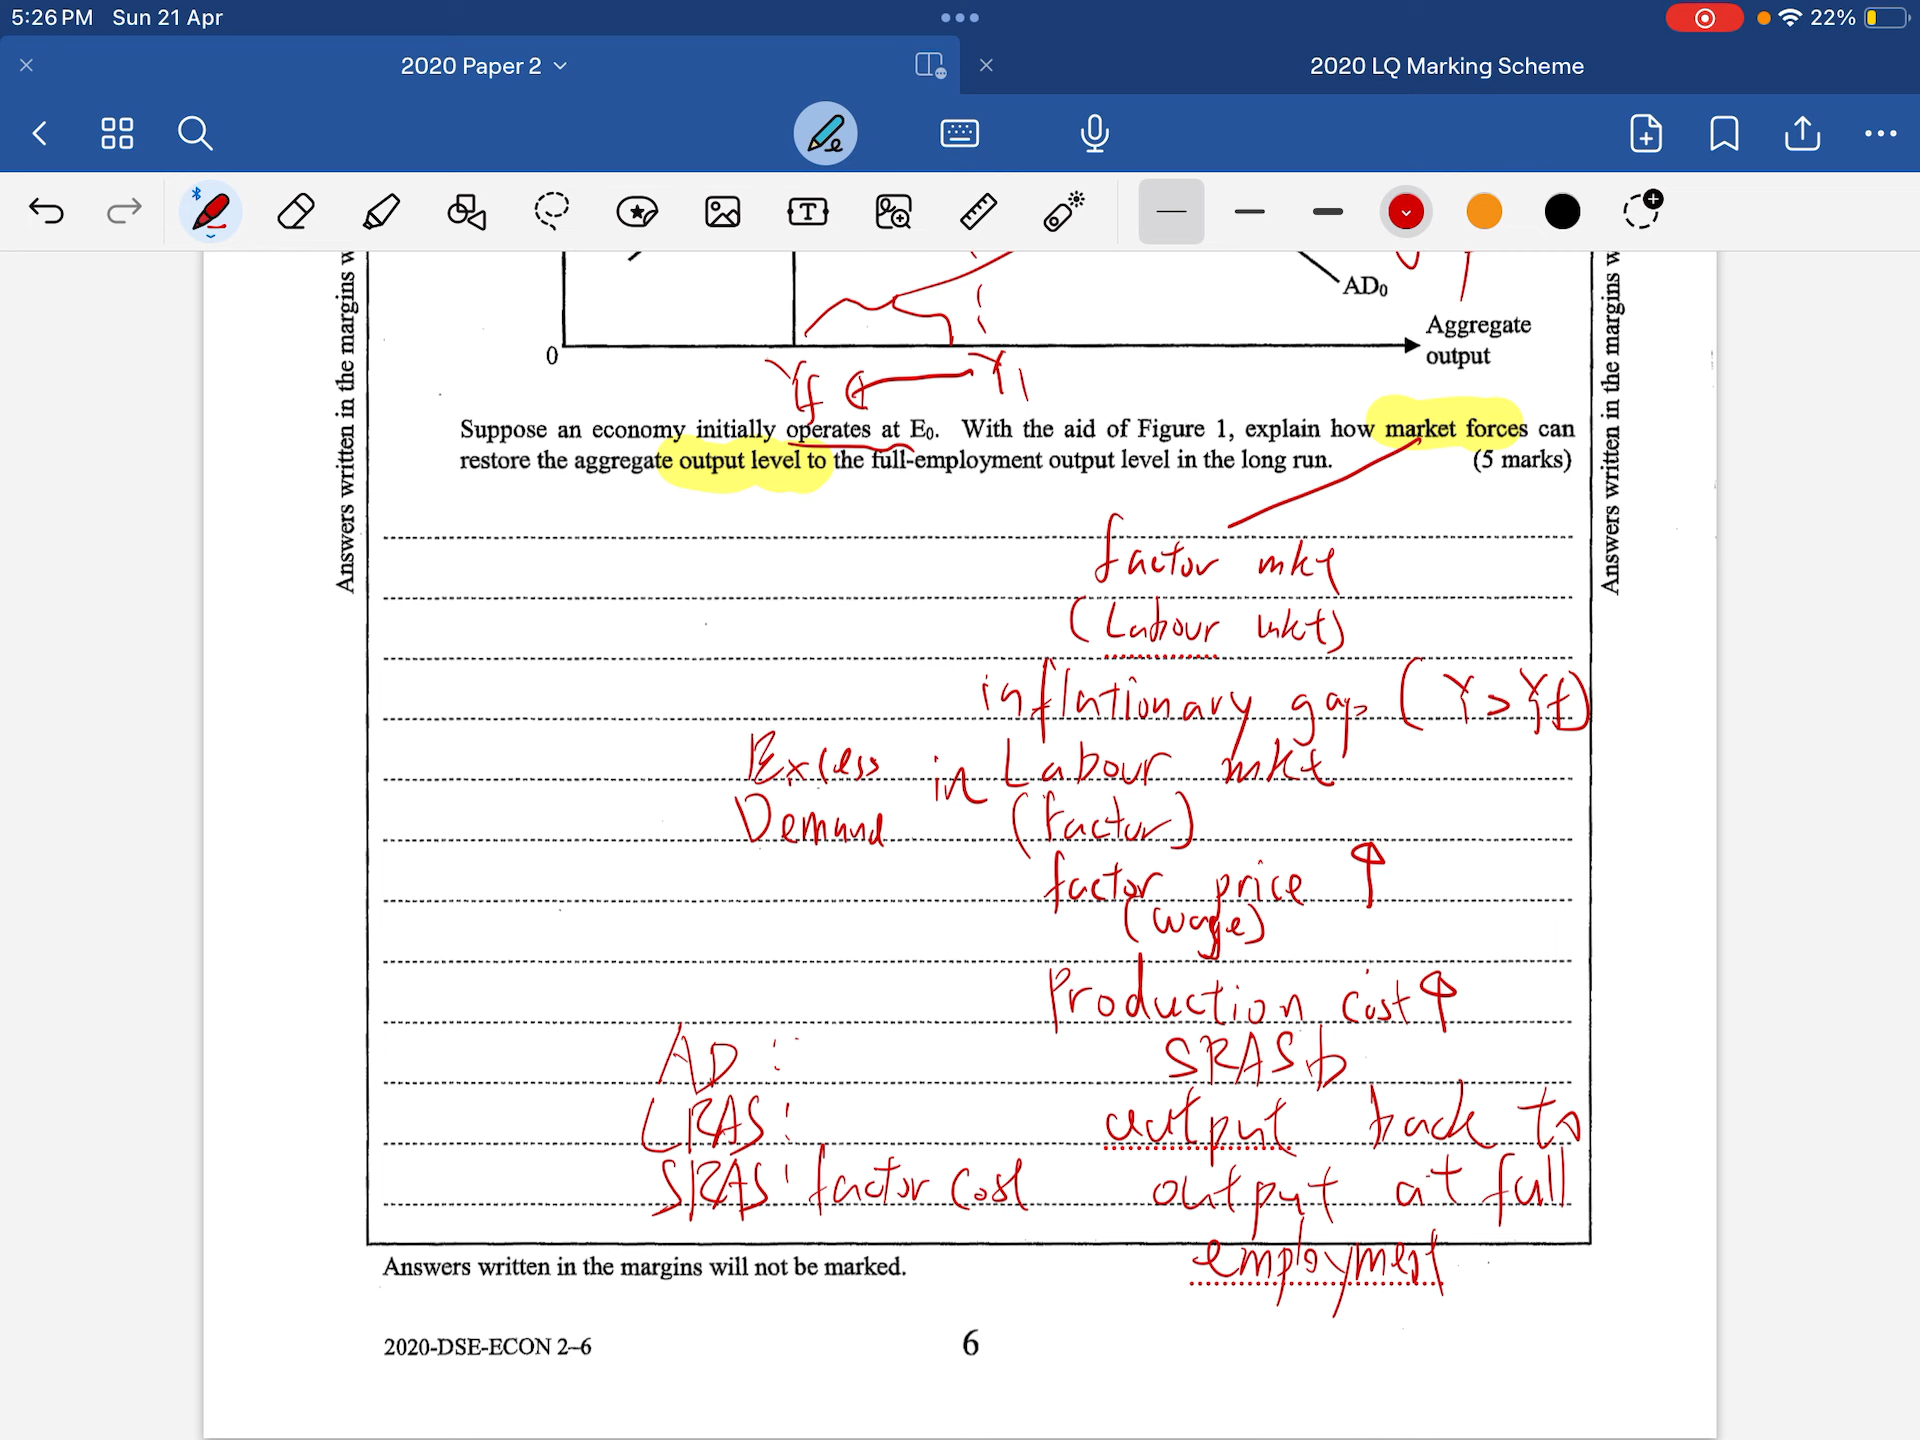 5:26 PM Sun 21 Apr
22%
2020 Paper 2
2020 LQ Marking Scheme
AD0
Aggregate
output
0
Yf Y1
Suppose an economy initially operates at E0. With the aid of Figure 1, explain how market forces can
restore the aggregate output level to the full-employment output level in the long run. (5 marks)
factor mkt
(Labour mkt)
inflationary gap (Y>Yf)
Excess in Labour mkt
Demand (factor)
factor price ↑
(wage)
Production cost ↑
AD : SRAS↓
LRAS: output back to
SRAS: factor cost output at full
employment
Answers written in the margins will not be marked.
2020-DSE-ECON 2–6
6
Answers written in the margins w
Answers written in the margins w